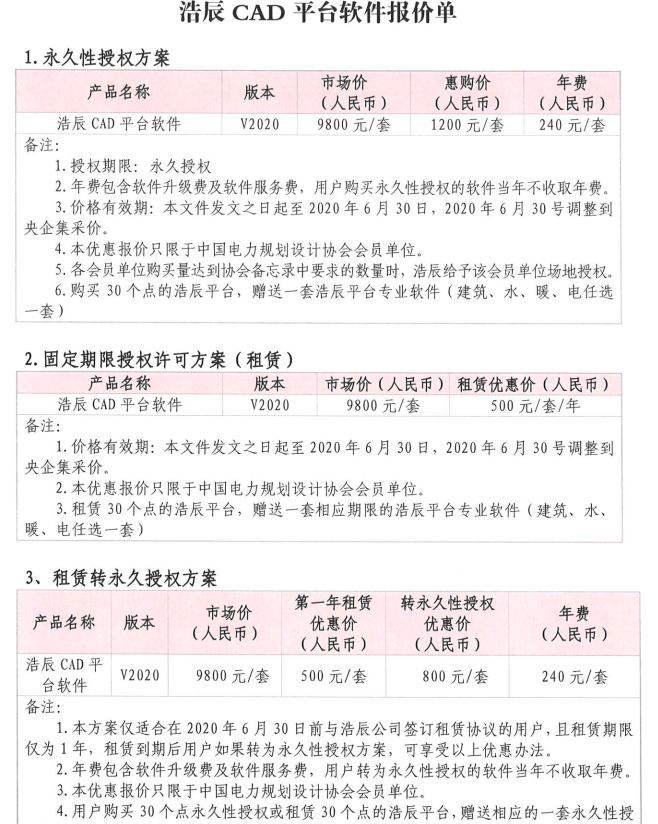 浩辰 CAD 平台软件报价单
1. 永久性授权方案
产品名称 版本 市场价（人民币） 惠购价（人民币） 年费（人民币）
浩辰 CAD 平台软件 V2020 9800 元/套 1200 元/套 240 元/套
备注：
1. 授权期限：永久授权
2. 年费包含软件升级费及软件服务费，用户购买永久性授权的软件当年不收取年费。
3. 价格有效期：本文件发文之日起至 2020 年 6 月 30 日，2020 年 6 月 30 号调整到
央企集采价。
4. 本优惠报价只限于中国电力规划设计协会会员单位。
5. 各会员单位购买量达到协会备忘录中要求的数量时，浩辰给予该会员单位场地授权。
6. 购买 30 个点的浩辰平台，赠送一套浩辰平台专业软件（建筑、水、暖、电任选
一套）
2. 固定期限授权许可方案（租赁）
产品名称 版本 市场价（人民币） 租赁优惠价（人民币）
浩辰 CAD 平台软件 V2020 9800 元/套 500 元/套/年
备注：
1. 价格有效期：本文件发文之日起至 2020 年 6 月 30 日，2020 年 6 月 30 号调整到
央企集采价。
2. 本优惠报价只限于中国电力规划设计协会会员单位。
3. 租赁 30 个点的浩辰平台，赠送一套相应期限的浩辰平台专业软件（建筑、水、
暖、电任选一套）
3、租赁转永久授权方案
产品名称 版本 市场价（人民币） 第一年租赁优惠价（人民币） 转永久性授权优惠价（人民币） 年费（人民币）
浩辰 CAD 平台软件 V2020 9800 元/套 500 元/套 800 元/套 240 元/套
备注：
1. 本方案仅适合在 2020 年 6 月 30 日前与浩辰公司签订租赁协议的用户，且租赁期限
仅为 1 年，租赁到期后用户如果转为永久性授权方案，可享受以上优惠办法。
2. 年费包含软件升级费及软件服务费，用户转为永久性授权的软件当年不收取年费。
3. 本优惠报价只限于中国电力规划设计协会会员单位。
4. 用户购买 30 个点永久性授权或租赁 30 个点的浩辰平台，赠送相应的一套永久性授